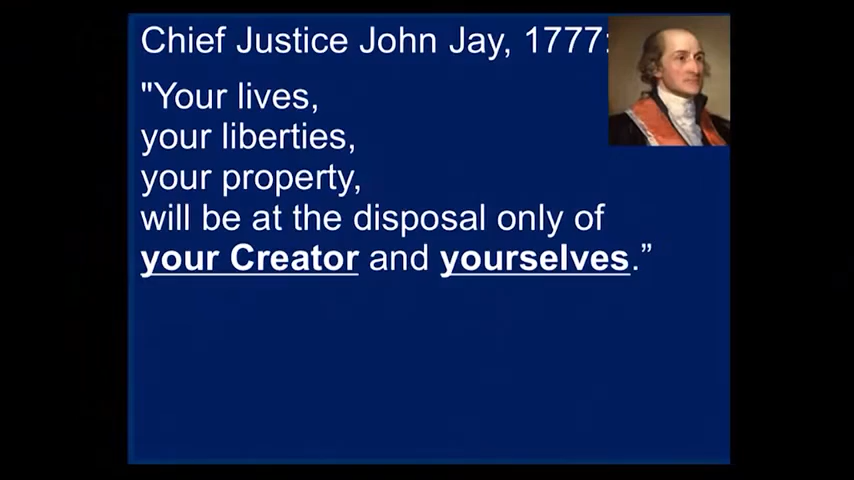 Chief Justice John Jay, 1777:
"Your lives,
your liberties,
your property,
will be at the disposal only of
your Creator and yourselves.”